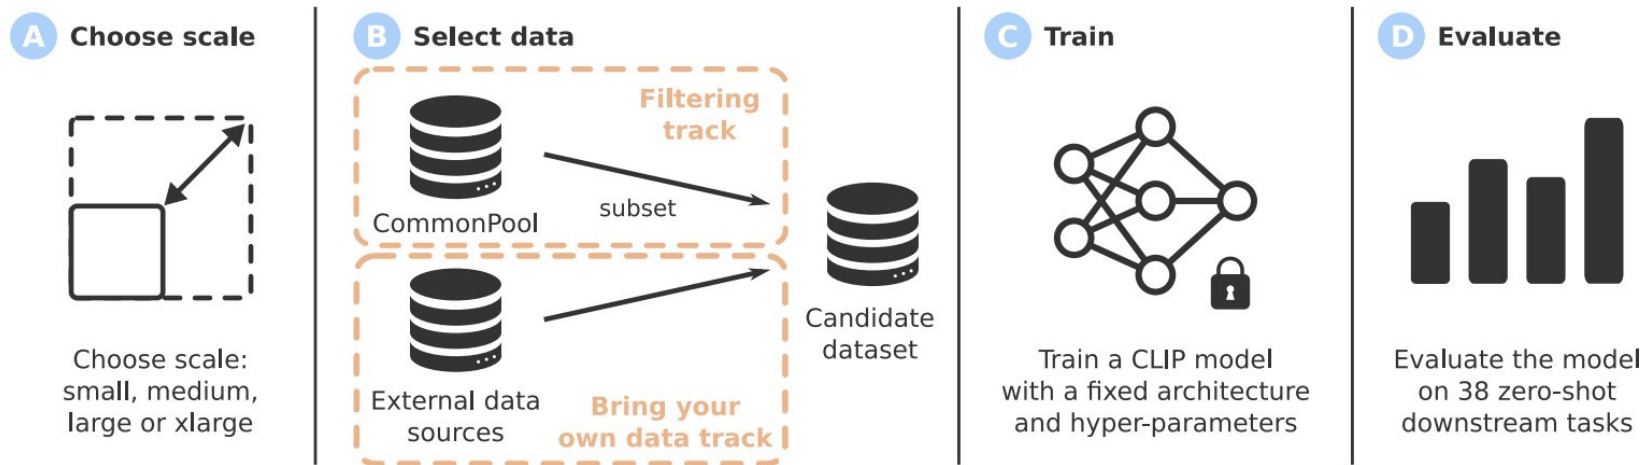 A Choose scale
Choose scale:
small, medium,
large or xlarge
B Select data
Filtering
track
CommonPool
subset
External data
sources
Bring your
own data track
Candidate
dataset
C Train
Train a CLIP model
with a fixed architecture
and hyper-parameters
D Evaluate
Evaluate the model
on 38 zero-shot
downstream tasks